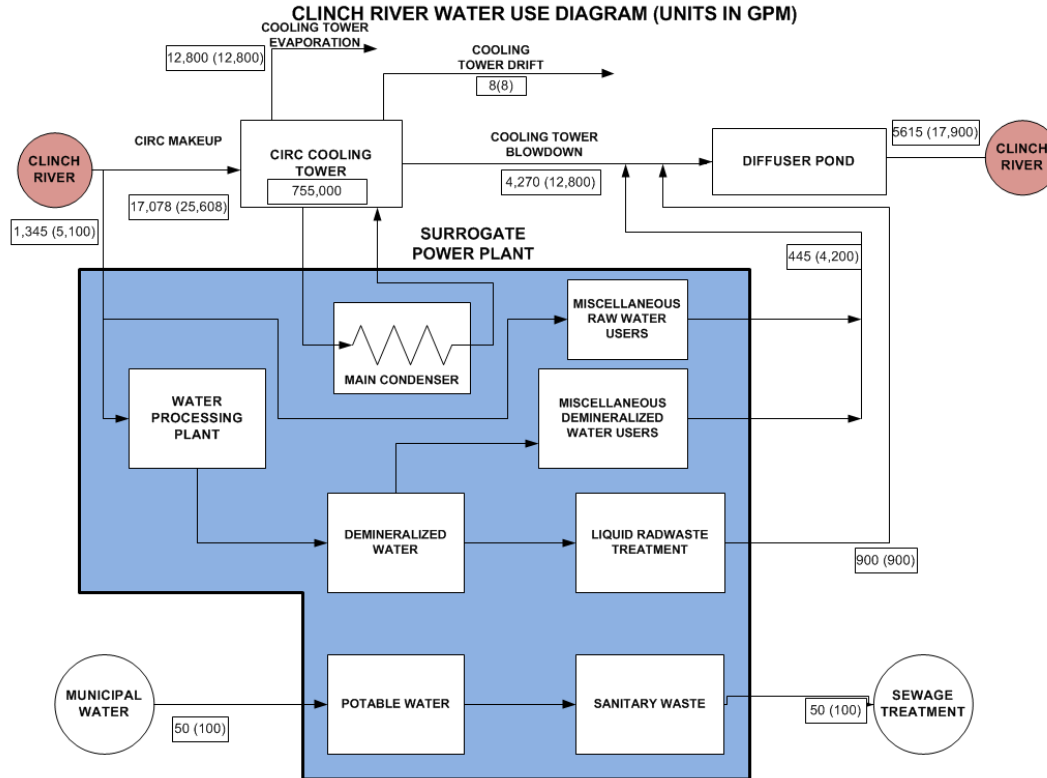 CLINCH RIVER WATER USE DIAGRAM (UNITS IN GPM)
COOLING TOWER
EVAPORATION
12,800 (12,800)
COOLING
TOWER DRIFT
8(8)
CLINCH
RIVER
CIRC MAKEUP
17,078 (25,608)
1,345 (5,100)
CIRC COOLING
TOWER
755,000
COOLING TOWER
BLOWDOWN
4,270 (12,800)
DIFFUSER POND
5615 (17,900)
CLINCH
RIVER
SURROGATE
POWER PLANT
445 (4,200)
MAIN CONDENSER
MISCELLANEOUS
RAW WATER
USERS
WATER
PROCESSING
PLANT
MISCELLANEOUS
DEMINERALIZED
WATER USERS
DEMINERALIZED
WATER
LIQUID RADWASTE
TREATMENT
900 (900)
MUNICIPAL
WATER
50 (100)
POTABLE WATER
SANITARY WASTE
50 (100)
SEWAGE
TREATMENT